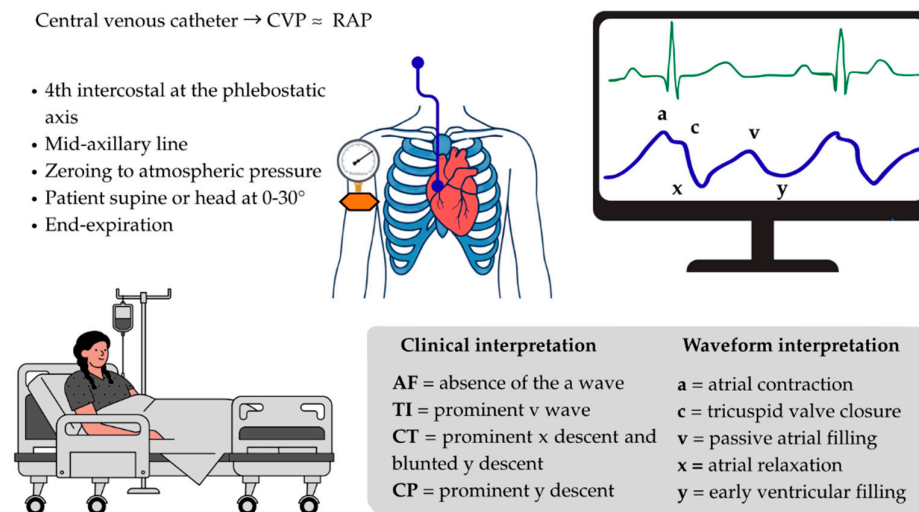 Central venous catheter → CVP ≈ RAP
• 4th intercostal at the phlebostatic
axis
• Mid-axillary line
• Zeroing to atmospheric pressure
• Patient supine or head at 0-30°
• End-expiration
a
c
v
x
y
Clinical interpretation
AF = absence of the a wave
TI = prominent v wave
CT = prominent x descent and
blunted y descent
CP = prominent y descent
Waveform interpretation
a = atrial contraction
c = tricuspid valve closure
v = passive atrial filling
x = atrial relaxation
y = early ventricular filling